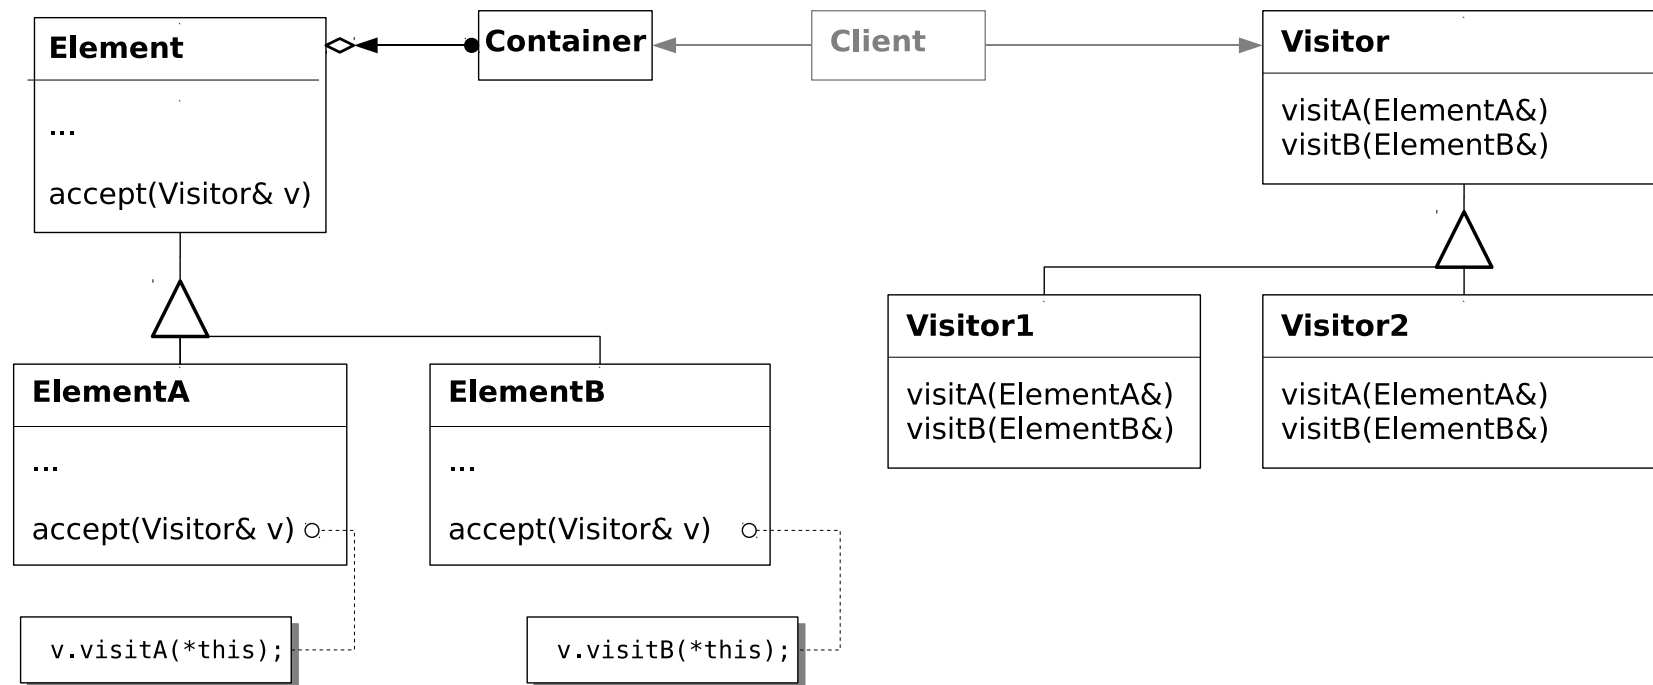 Element
...
accept(Visitor& v)
Container
Client
Visitor
visitA(ElementA&)
visitB(ElementB&)
ElementA
...
accept(Visitor& v)
ElementB
...
accept(Visitor& v)
Visitor1
visitA(ElementA&)
visitB(ElementB&)
Visitor2
visitA(ElementA&)
visitB(ElementB&)
v.visitA(*this);
v.visitB(*this);